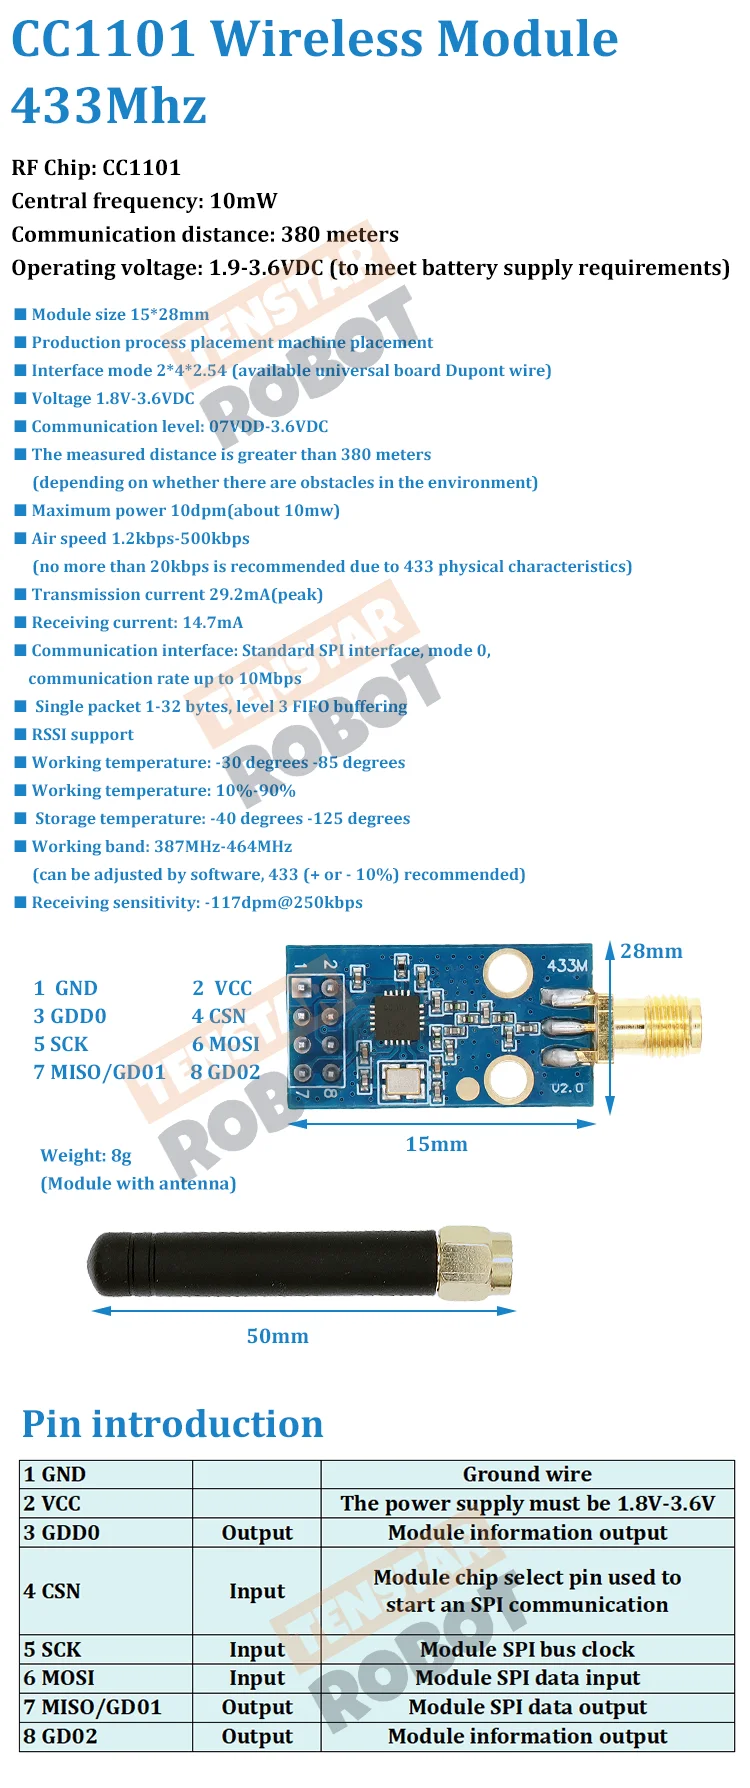 CC1101 Wireless Module
433Mhz
RF Chip: CC1101
Central frequency: 10mW
Communication distance: 380 meters
Operating voltage: 1.9-3.6VDC (to meet battery supply requirements)
■ Module size 15*28mm
■ Production process placement machine placement
■ Interface mode 2*4*2.54 (available universal board Dupont wire)
■ Voltage 1.8V-3.6VDC
■ Communication level: 07VDD-3.6VDC
■ The measured distance is greater than 380 meters
(depending on whether there are obstacles in the environment)
■ Maximum power 10dpm(about 10mw)
■ Air speed 1.2kbps-500kbps
(no more than 20kbps is recommended due to 433 physical characteristics)
■ Transmission current 29.2mA(peak)
■ Receiving current: 14.7mA
■ Communication interface: Standard SPI interface, mode 0,
communication rate up to 10Mbps
■ Single packet 1-32 bytes, level 3 FIFO buffering
■ RSSI support
■ Working temperature: -30 degrees -85 degrees
■ Working temperature: 10%-90%
■ Storage temperature: -40 degrees -125 degrees
■ Working band: 387MHz-464MHz
(can be adjusted by software, 433 (+ or - 10%) recommended)
■ Receiving sensitivity: -117dpm@250kbps
TENSTAR
ROBOT
TENSTAR
ROBOT
1 GND 2 VCC
3 GDD0 4 CSN
5 SCK 6 MOSI
7 MISO/GD01 8 GD02
1 2
7 8
433M
V2.0
28mm
15mm
TENSTAR
ROBOT
Weight: 8g
(Module with antenna)
50mm
Pin introduction
1 GND Ground wire
2 VCC The power supply must be 1.8V-3.6V
3 GDD0 Output Module information output
4 CSN Input Module chip select pin used to
start an SPI communication
5 SCK Input Module SPI bus clock
6 MOSI Input Module SPI data input
7 MISO/GD01 Output Module SPI data output
8 GD02 Output Module information output
TENSTAR
ROBOT